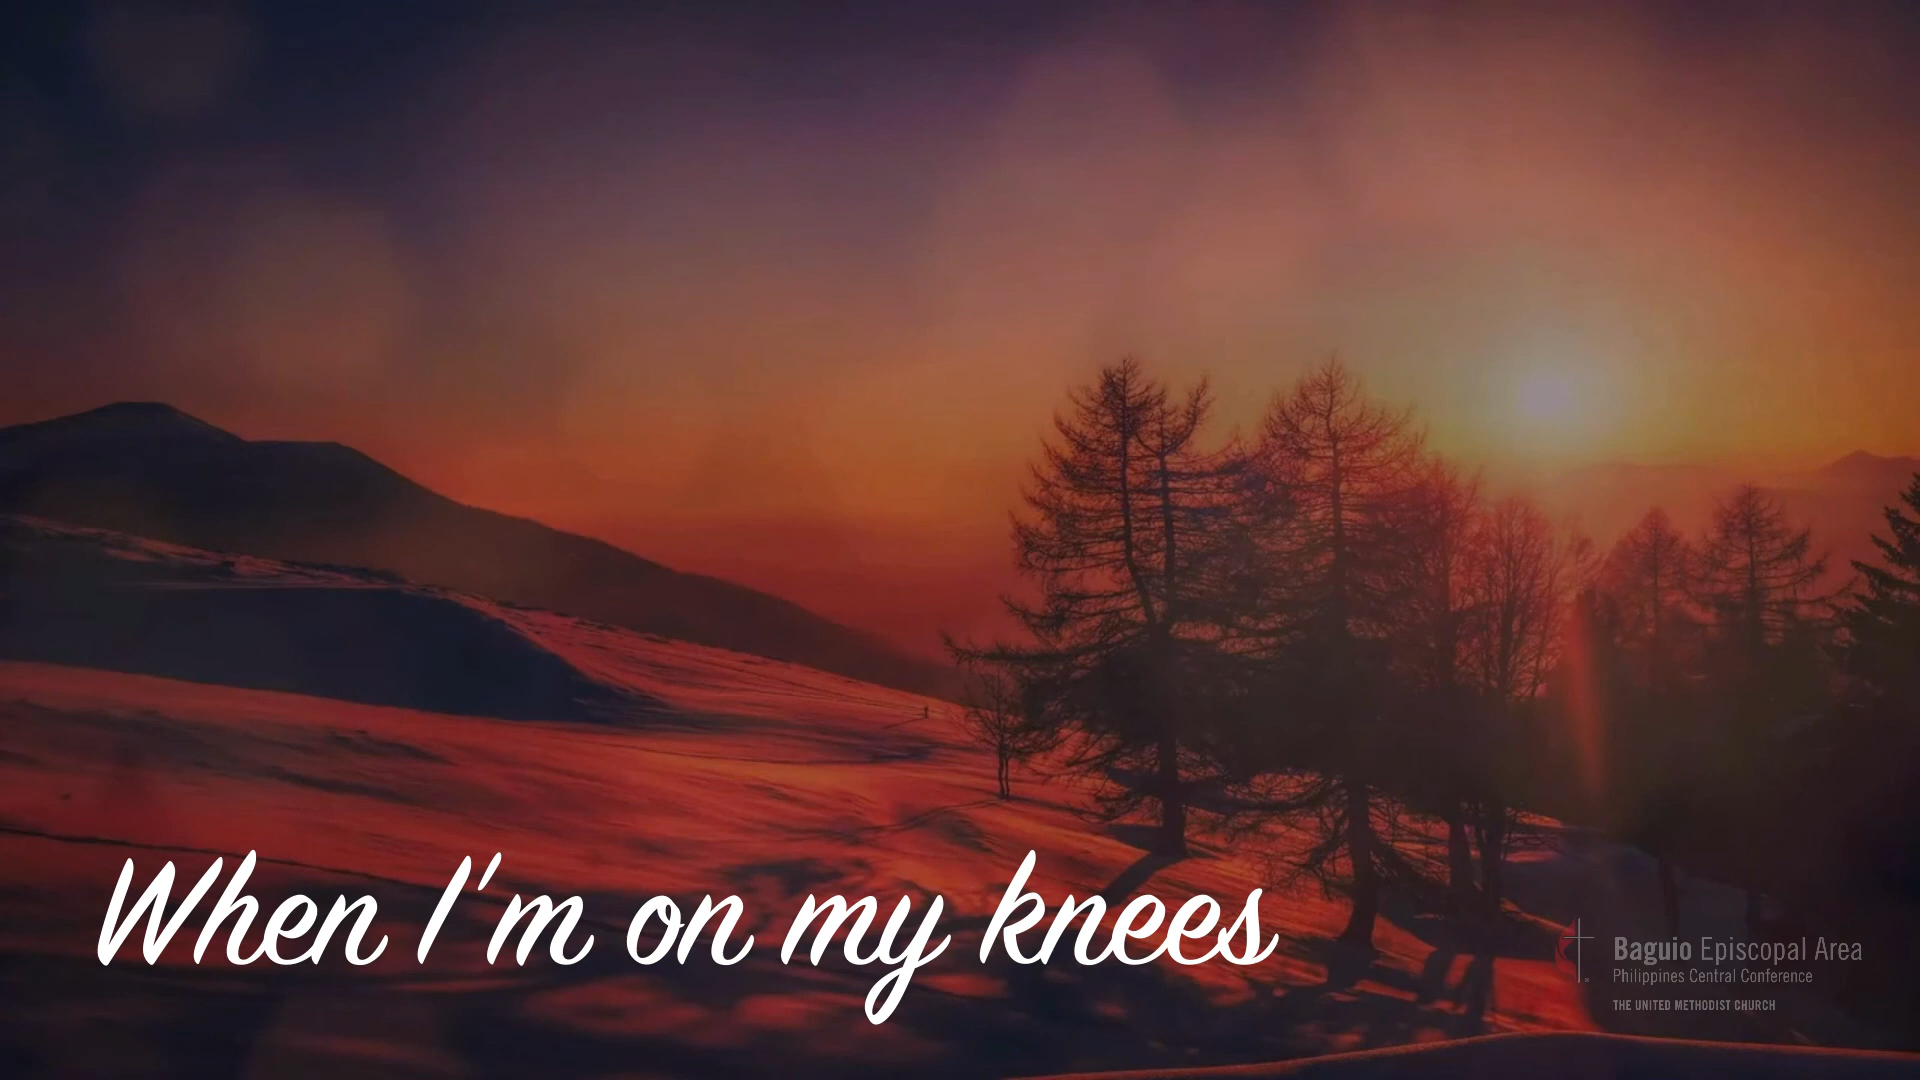 When I'm on my knees
Baguio Episcopal Area
Philippines Central Conference
THE UNITED METHODIST CHURCH